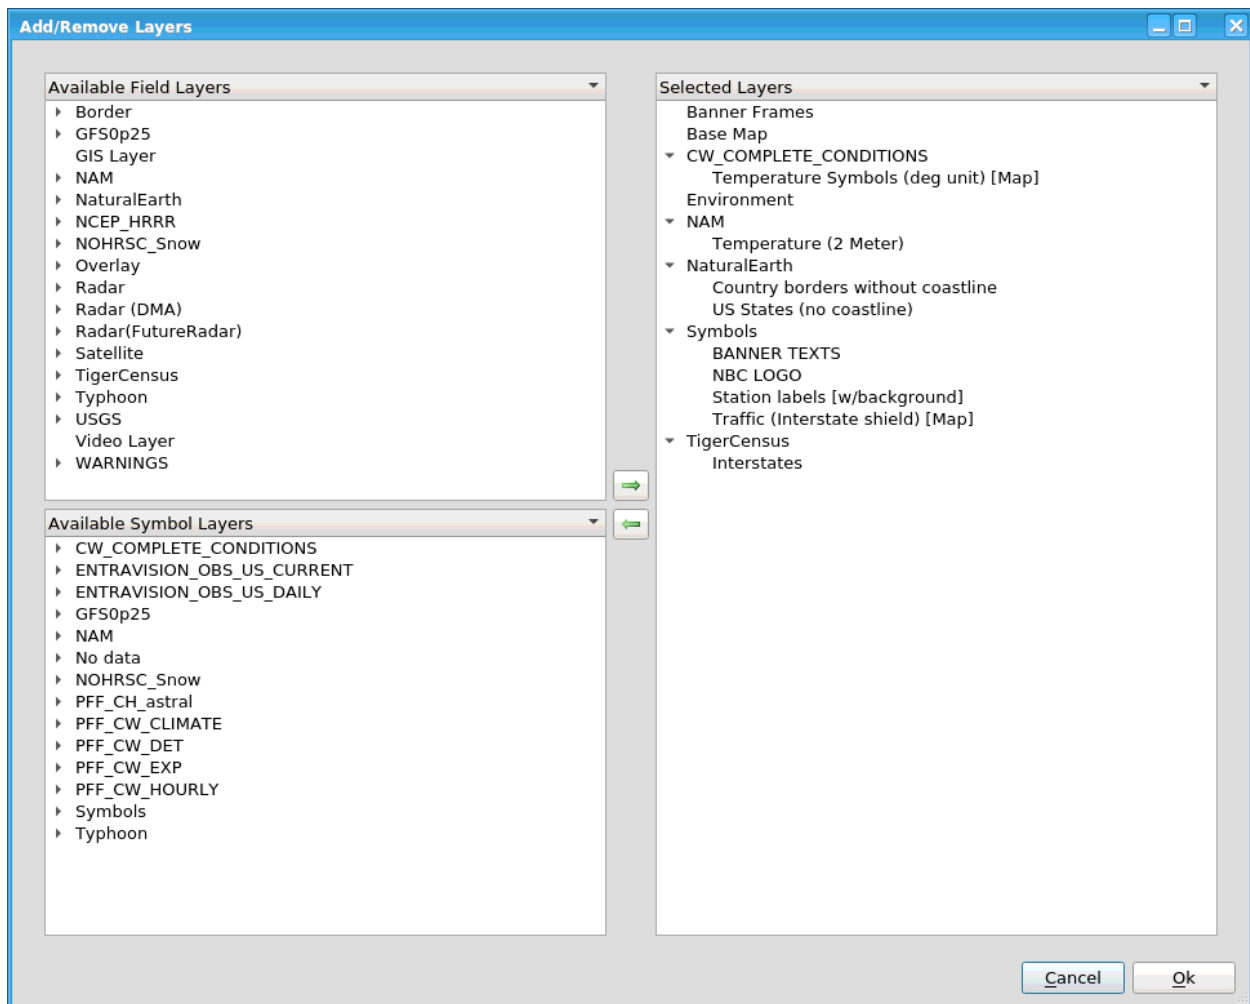 Add/Remove Layers
Available Field Layers
Border
GFS0p25
GIS Layer
NAM
NaturalEarth
NCEP_HRRR
NOHRSC_Snow
Overlay
Radar
Radar (DMA)
Radar(FutureRadar)
Satellite
TigerCensus
Typhoon
USGS
Video Layer
WARNINGS
Available Symbol Layers
CW_COMPLETE_CONDITIONS
ENTRAVISION_OBS_US_CURRENT
ENTRAVISION_OBS_US_DAILY
GFS0p25
NAM
No data
NOHRSC_Snow
PFF_CH_astral
PFF_CW_CLIMATE
PFF_CW_DET
PFF_CW_EXP
PFF_CW_HOURLY
Symbols
Typhoon
Selected Layers
Banner Frames
Base Map
CW_COMPLETE_CONDITIONS
Temperature Symbols (deg unit) [Map]
Environment
NAM
Temperature (2 Meter)
NaturalEarth
Country borders without coastline
US States (no coastline)
Symbols
BANNER TEXTS
NBC LOGO
Station labels [w/background]
Traffic (Interstate shield) [Map]
TigerCensus
Interstates
Cancel
Ok